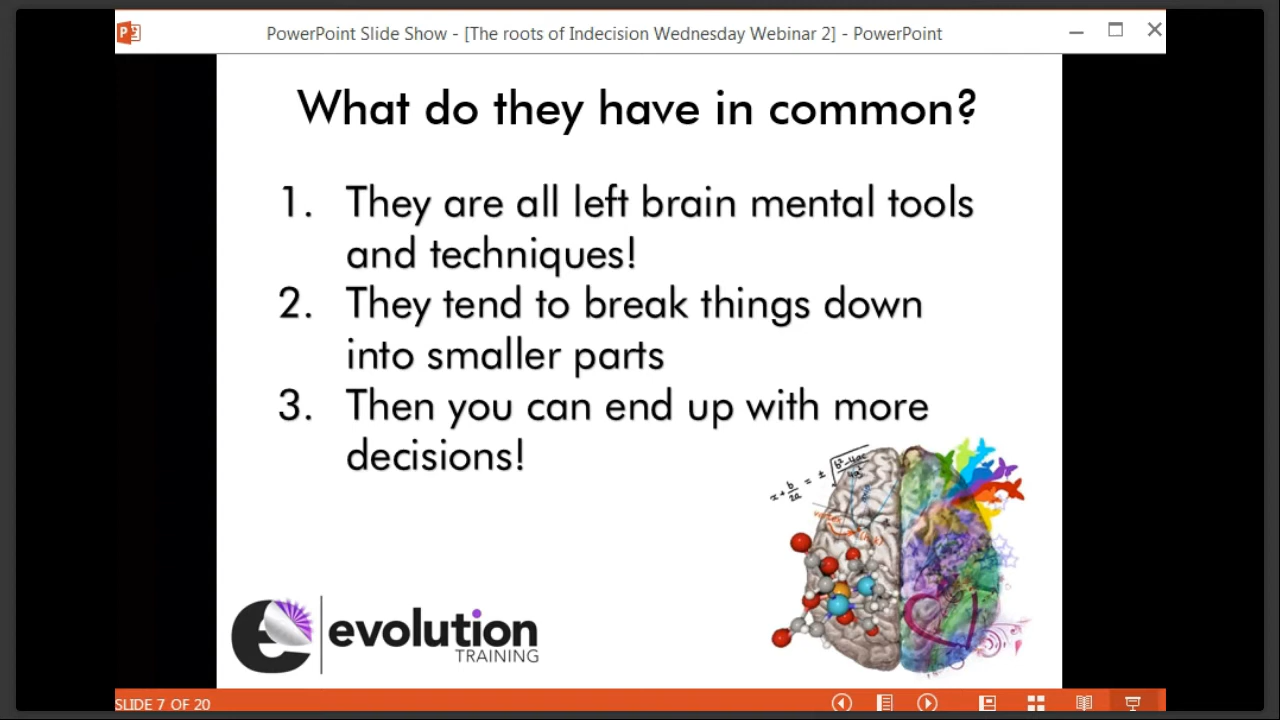 PowerPoint Slide Show - [The roots of Indecision Wednesday Webinar 2] - PowerPoint
What do they have in common?
1. They are all left brain mental tools
and techniques!
2. They tend to break things down
into smaller parts
3. Then you can end up with more
decisions!
evolution
TRAINING
SLIDE 7 OF 20